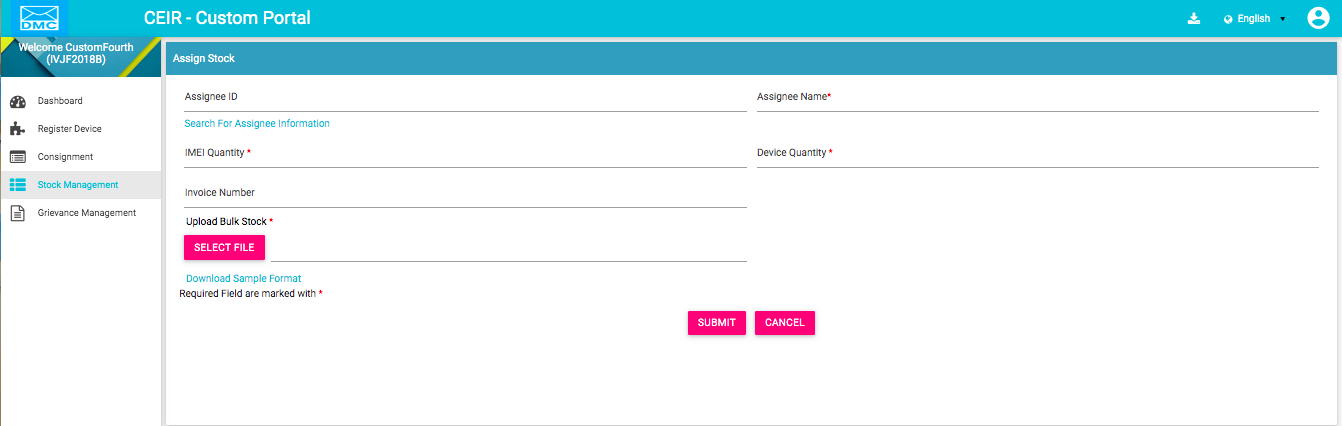 DMC
CEIR - Custom Portal
English
Welcome CustomFourth
(IVJF2018B)
Dashboard
Register Device
Consignment
Stock Management
Grievance Management
Assign Stock
Assignee ID
Assignee Name*
Search For Assignee Information
IMEI Quantity *
Device Quantity *
Invoice Number
Upload Bulk Stock *
SELECT FILE
Download Sample Format
Required Field are marked with *
SUBMIT
CANCEL